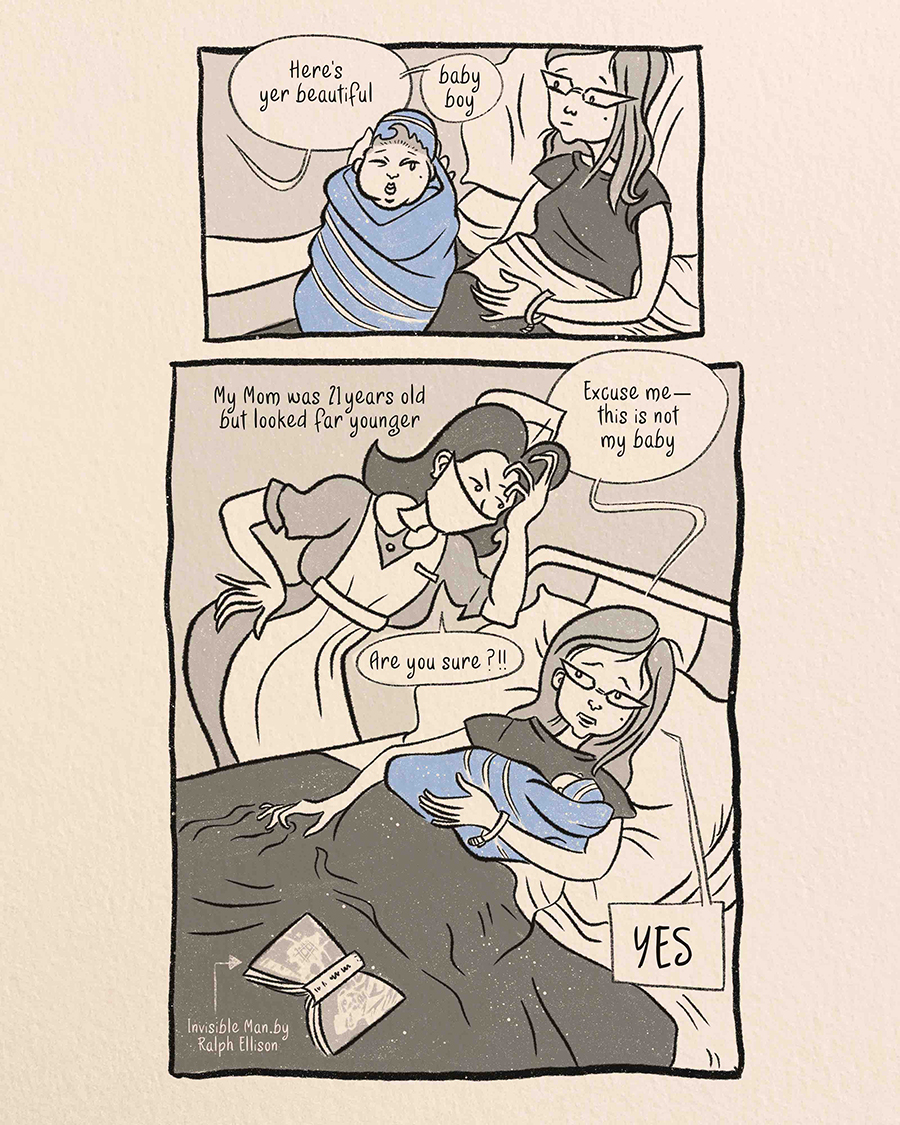 Here's
yer beautiful
baby
boy
My Mom was 21 years old
but looked far younger
Excuse me—
this is not
my baby
Are you sure?!!
YES
Invisible Man by
Ralph Ellison